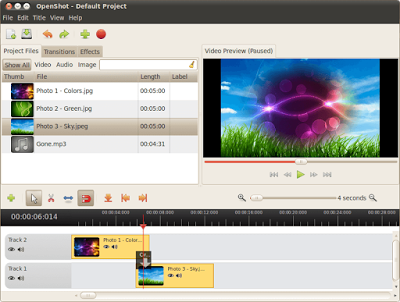 OpenShot - Default Project
File Edit Title View Help
Project Files Transitions Effects
Video Preview (Paused)
Show All Video Audio Image
Thumb File Length Label
Photo 1 - Colors.jpg 00:05:00
Photo 2 - Green.jpg 00:05:00
Photo 3 - Sky.jpeg 00:05:00
Gone.mp3 00:04:31
4 seconds
00:00:06:014
00:00:04:000 00:00:08:000 00:00:12:000 00:00:16:000 00:00:20:000 00:00:24:000 00:00:28:000
Track 2
Photo 1 - Color...
Track 1
Photo 3 - Sky.j...